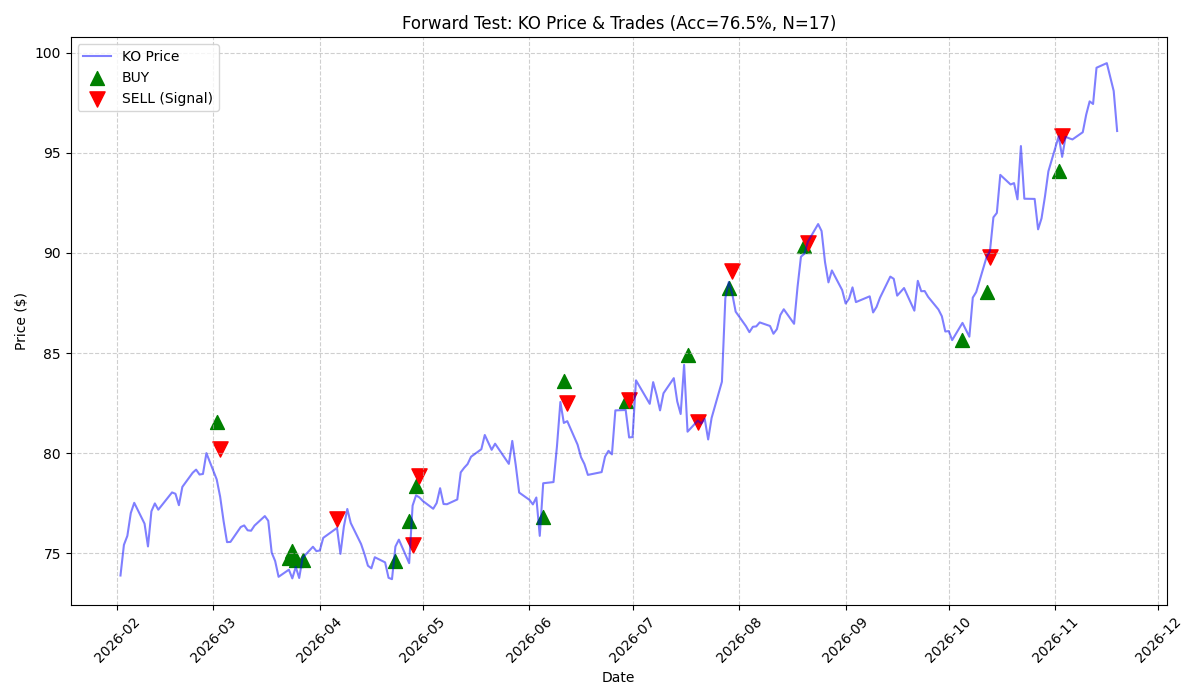 Forward Test: KO Price & Trades (Acc=76.5%, N=17)
KO Price
BUY
SELL (Signal)
100
95
90
85
80
75
Price ($)
2026-02
2026-03
2026-04
2026-05
2026-06
2026-07
2026-08
2026-09
2026-10
2026-11
2026-12
Date